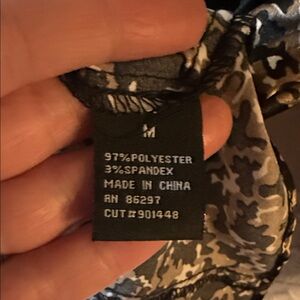 M
97%POLYESTER
3%SPANDEX
MADE IN CHINA
RN 86297
CUT#901448